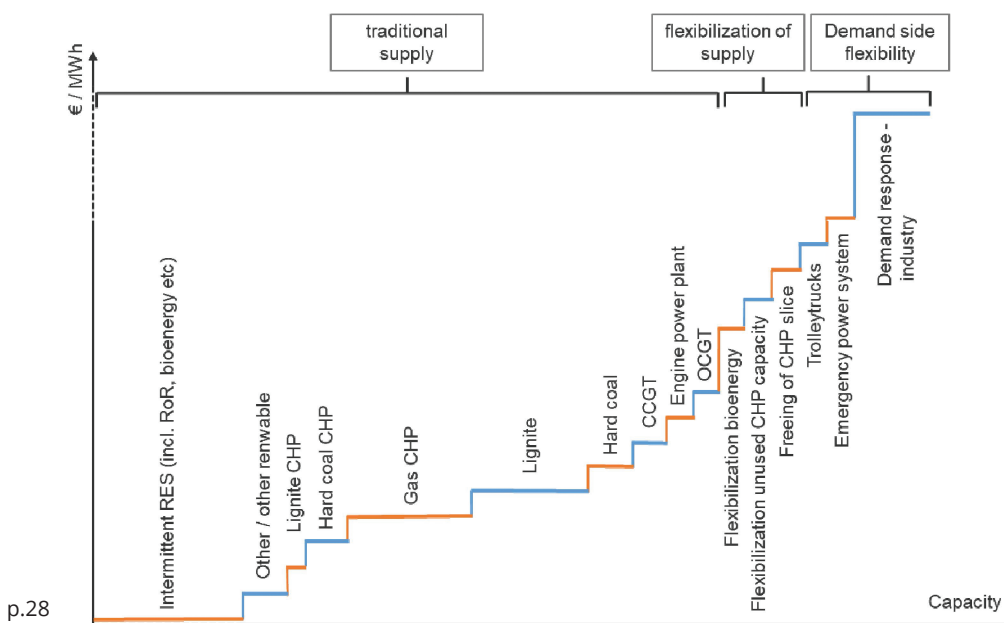 traditional
supply
flexibilization of
supply
Demand side
flexibility
€ / MWh
Intermittent RES (incl. RoR, bioenergy etc)
Other / other renwable
Lignite CHP
Hard coal CHP
Gas CHP
Lignite
Hard coal
CCGT
Engine power plant
OCGT
Flexibilization bioenergy
Flexibilization unused CHP capacity
Freeing of CHP slice
Trolleytrucks
Emergency power system
Demand response -
industry
Capacity
p.28